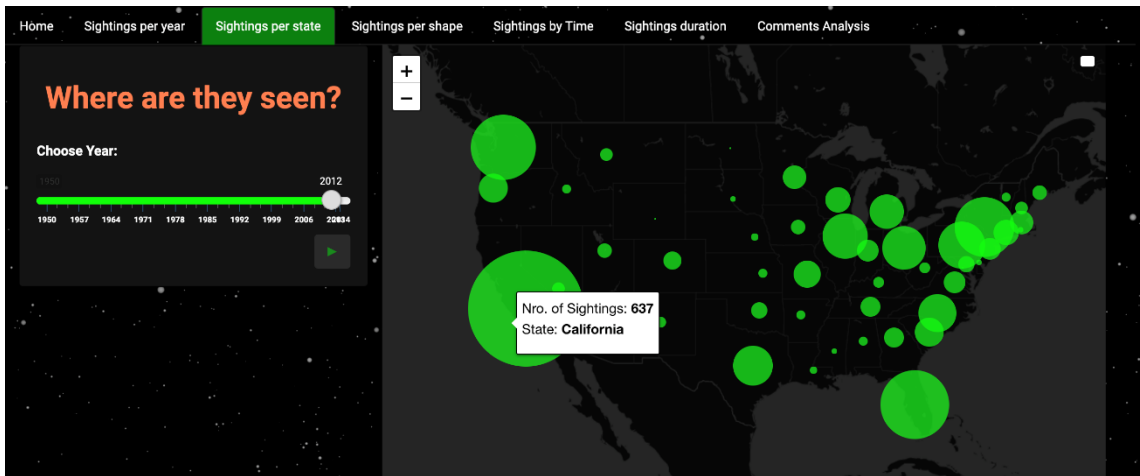 Home Sightings per year Sightings per state Sightings per shape Sightings by Time Sightings duration Comments Analysis
Where are they seen?
Choose Year:
1950 2012
1950 1957 1964 1971 1978 1985 1992 1999 2006
+
−
Nro. of Sightings: 637
State: California